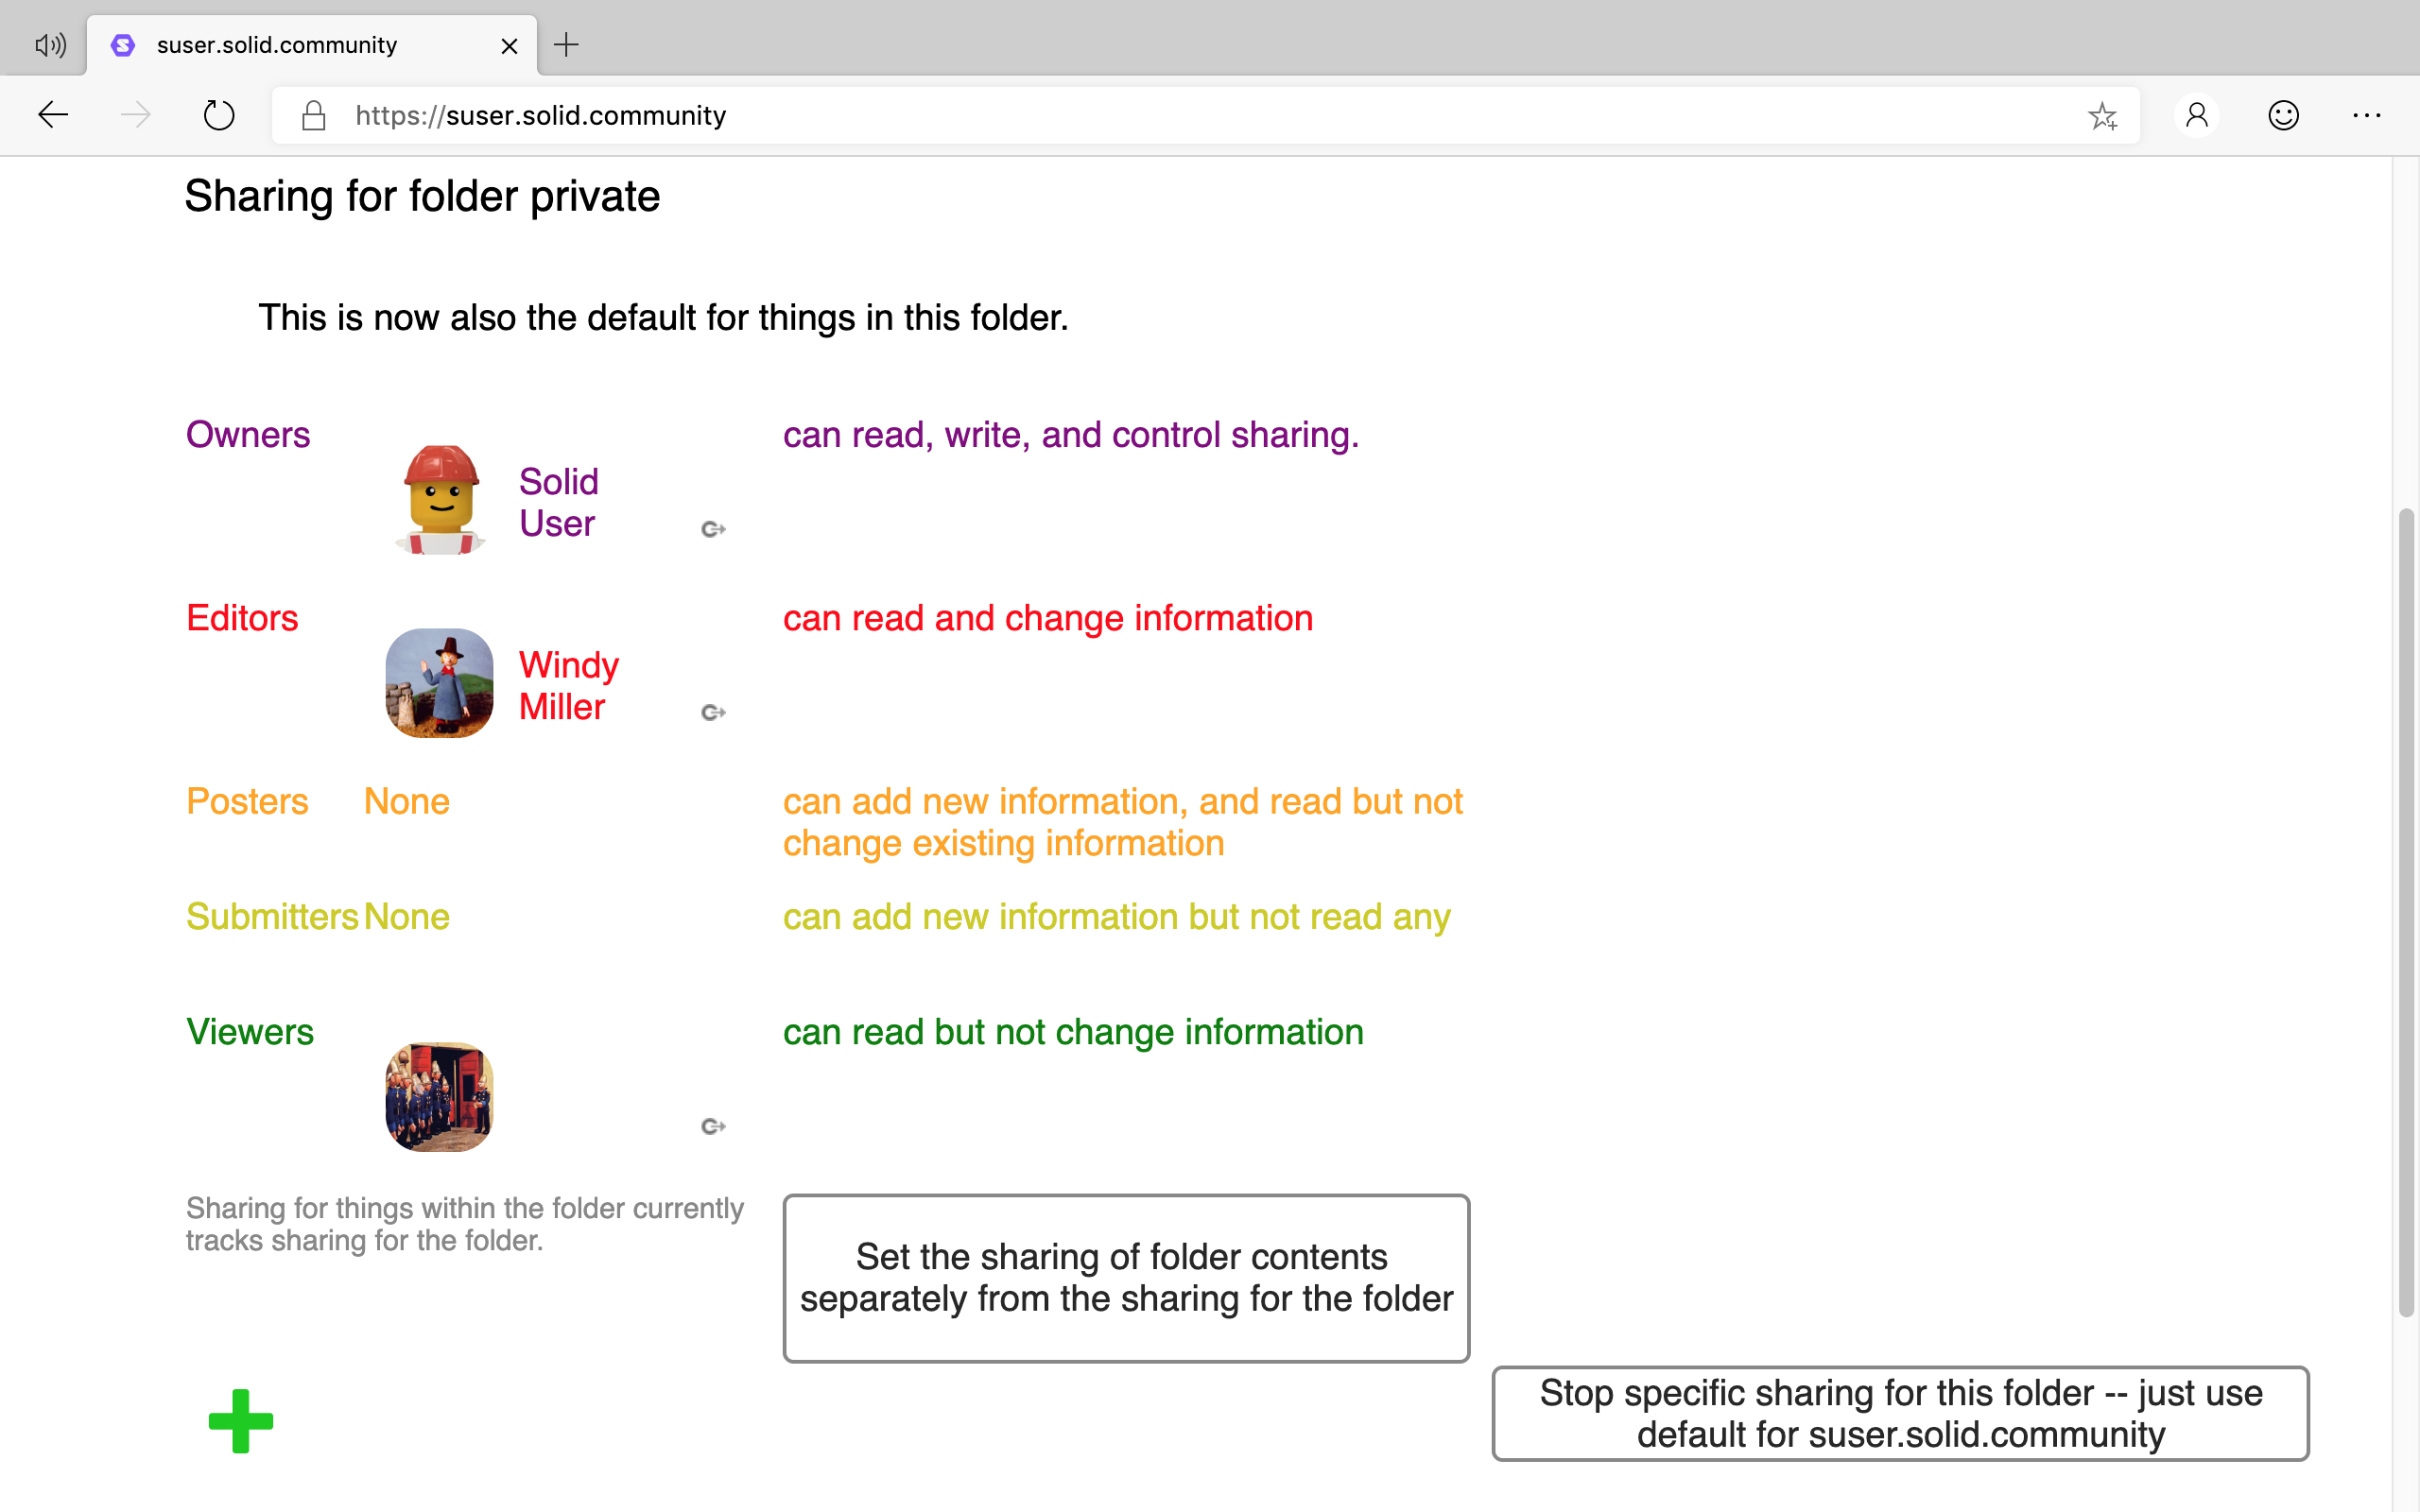 suser.solid.community
https://suser.solid.community
Sharing for folder private
This is now also the default for things in this folder.
Owners
can read, write, and control sharing.
Solid
User
Editors
can read and change information
Windy
Miller
Posters None
can add new information, and read but not
change existing information
Submitters None
can add new information but not read any
Viewers
can read but not change information
Sharing for things within the folder currently
tracks sharing for the folder.
Set the sharing of folder contents
separately from the sharing for the folder
Stop specific sharing for this folder -- just use
default for suser.solid.community